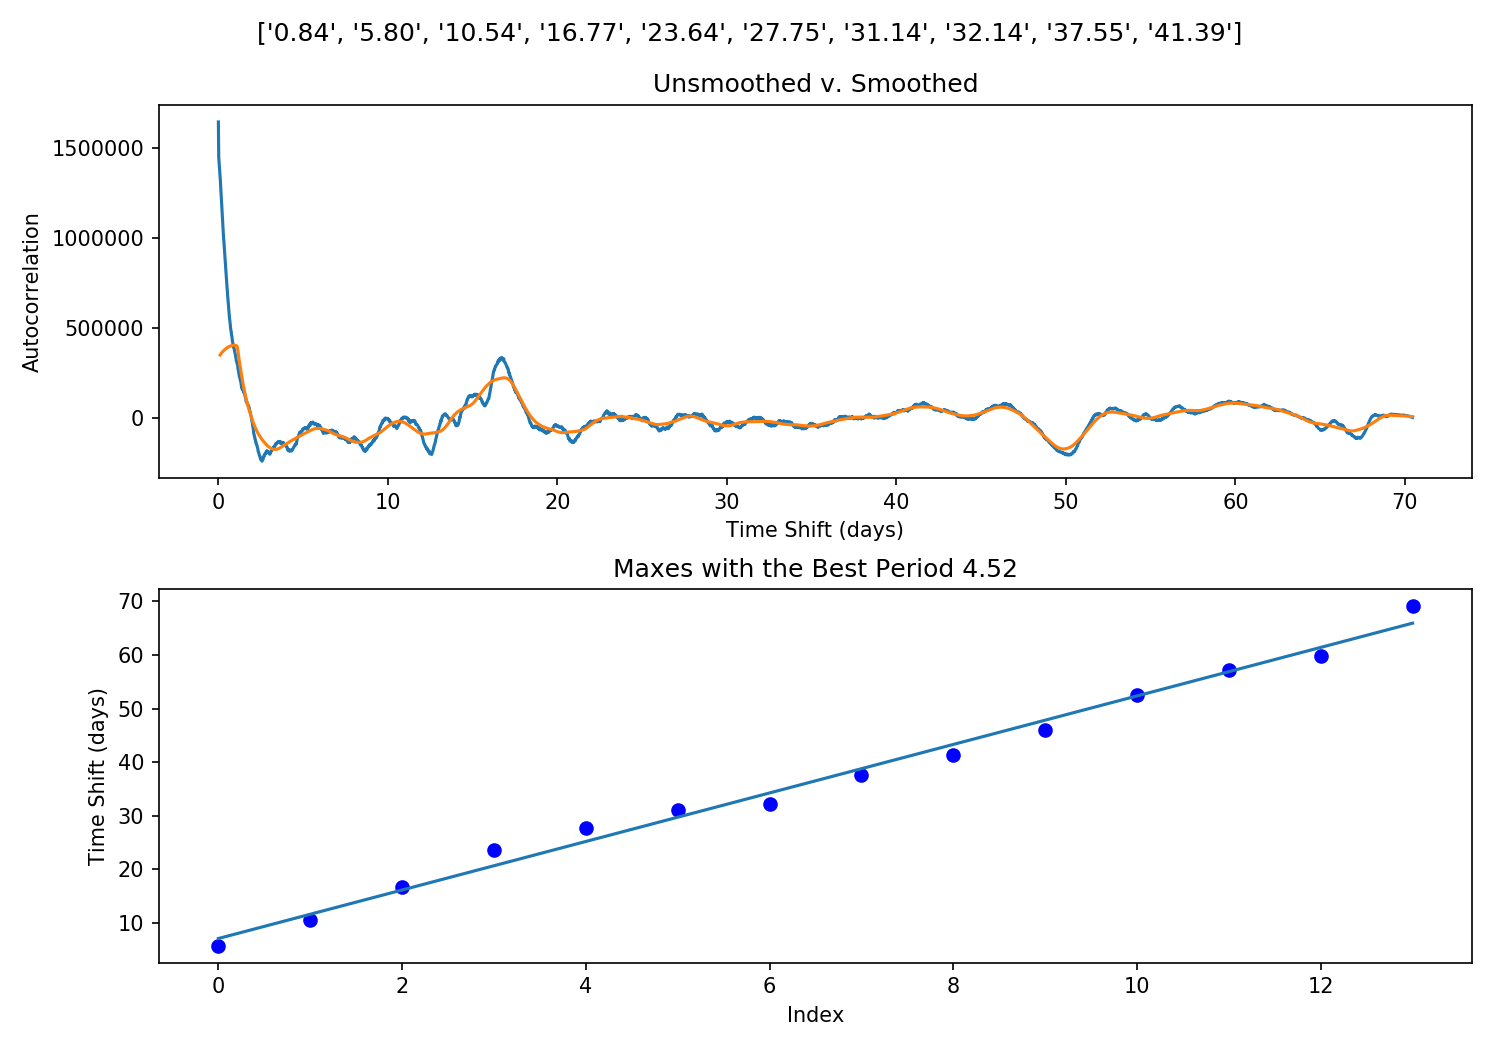 ['0.84', '5.80', '10.54', '16.77', '23.64', '27.75', '31.14', '32.14', '37.55', '41.39']
Unsmoothed v. Smoothed
Autocorrelation
1500000
1000000
500000
0
0 10 20 30 40 50 60 70
Time Shift (days)
Maxes with the Best Period 4.52
Time Shift (days)
70
60
50
40
30
20
10
0 2 4 6 8 10 12
Index